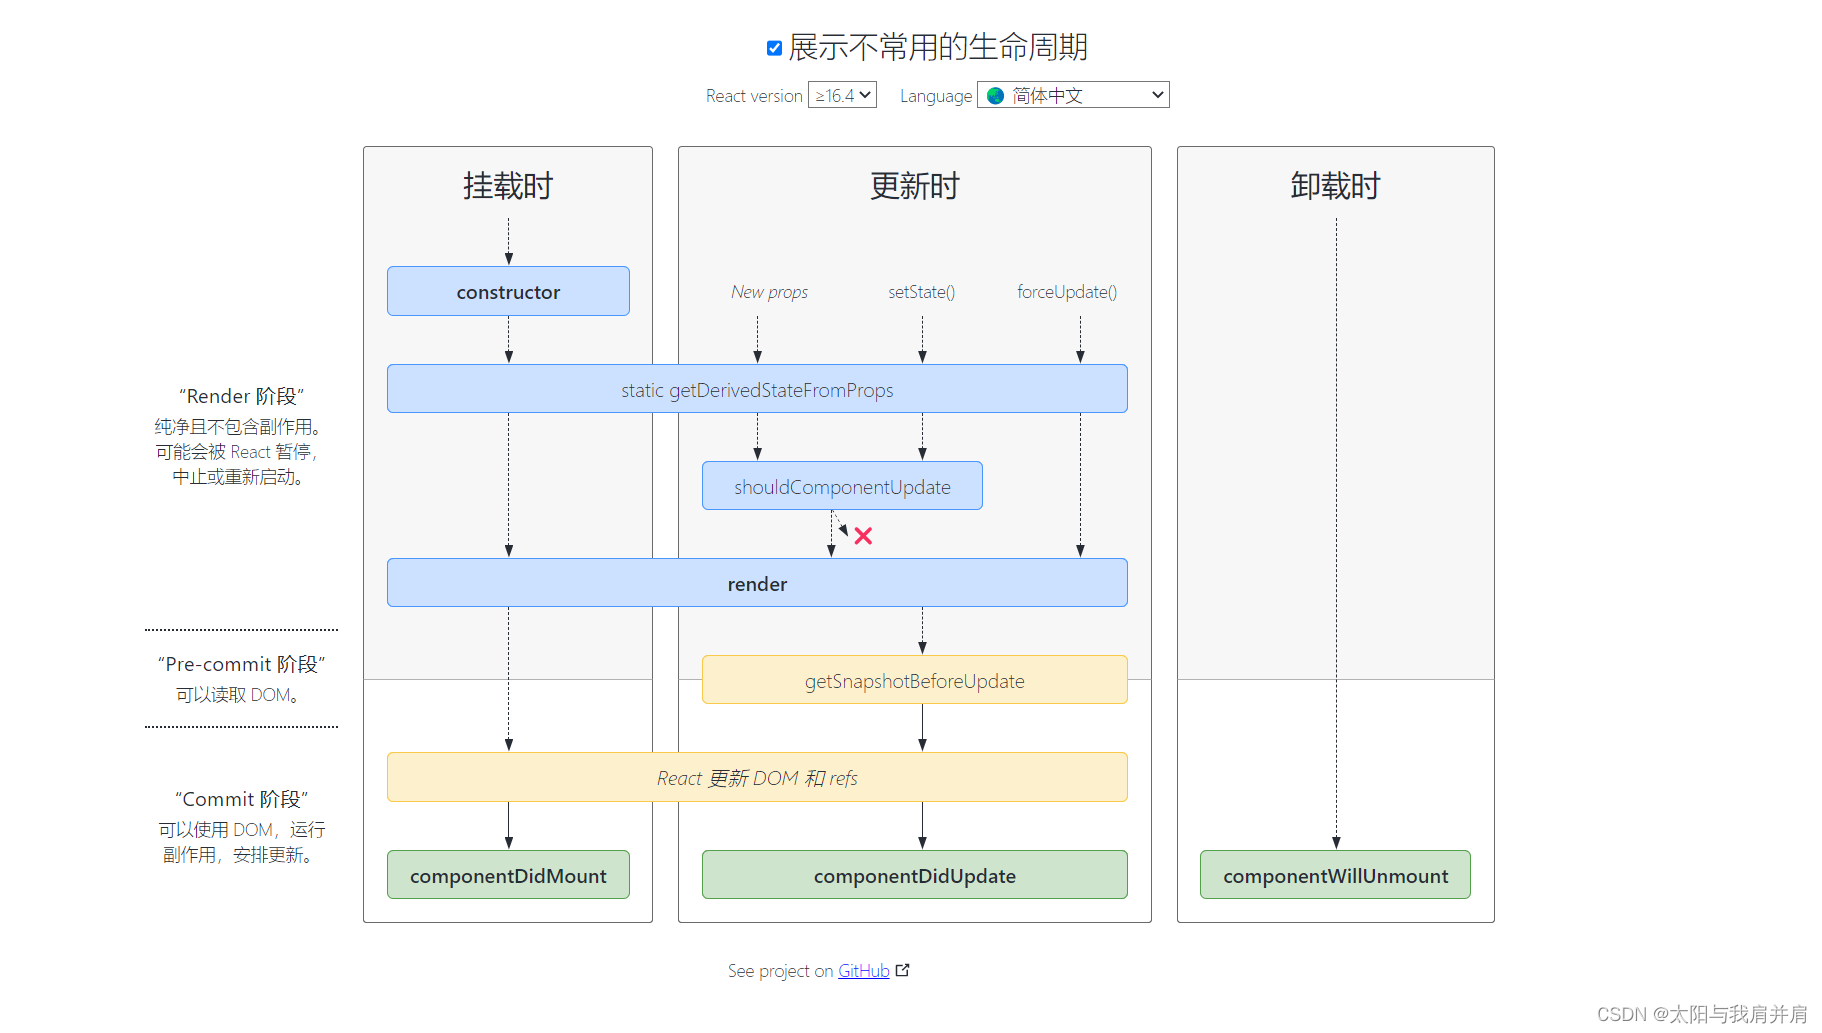 展示不常用的生命周期
React version ≥16.4 Language 简体中文
挂载时
更新时
卸载时
constructor
New props
setState()
forceUpdate()
static getDerivedStateFromProps
“Render 阶段”
纯净且不包含副作用。
可能会被 React 暂停，
中止或重新启动。
shouldComponentUpdate
render
“Pre-commit 阶段”
可以读取 DOM。
getSnapshotBeforeUpdate
React 更新 DOM 和 refs
“Commit 阶段”
可以使用 DOM，运行
副作用，安排更新。
componentDidMount
componentDidUpdate
componentWillUnmount
See project on GitHub
CSDN @太阳与我肩并肩